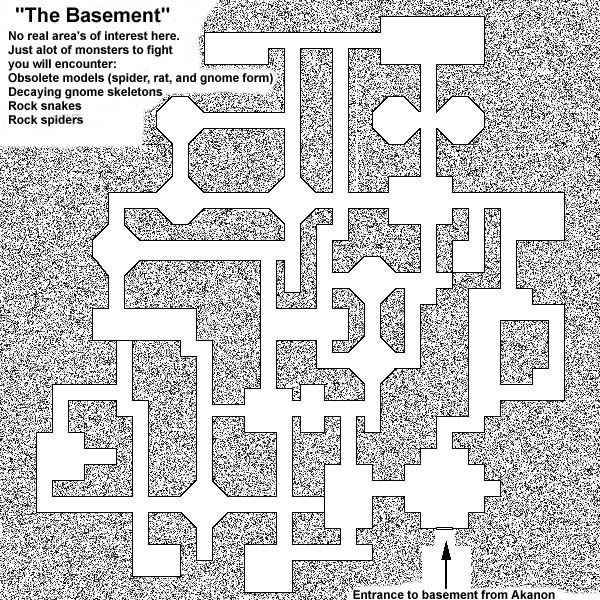 "The Basement"
No real area's of interest here.
Just alot of monsters to fight
you will encounter:
Obsolete models (spider, rat, and gnome form)
Decaying gnome skeletons
Rock snakes
Rock spiders
Entrance to basement from Akanon